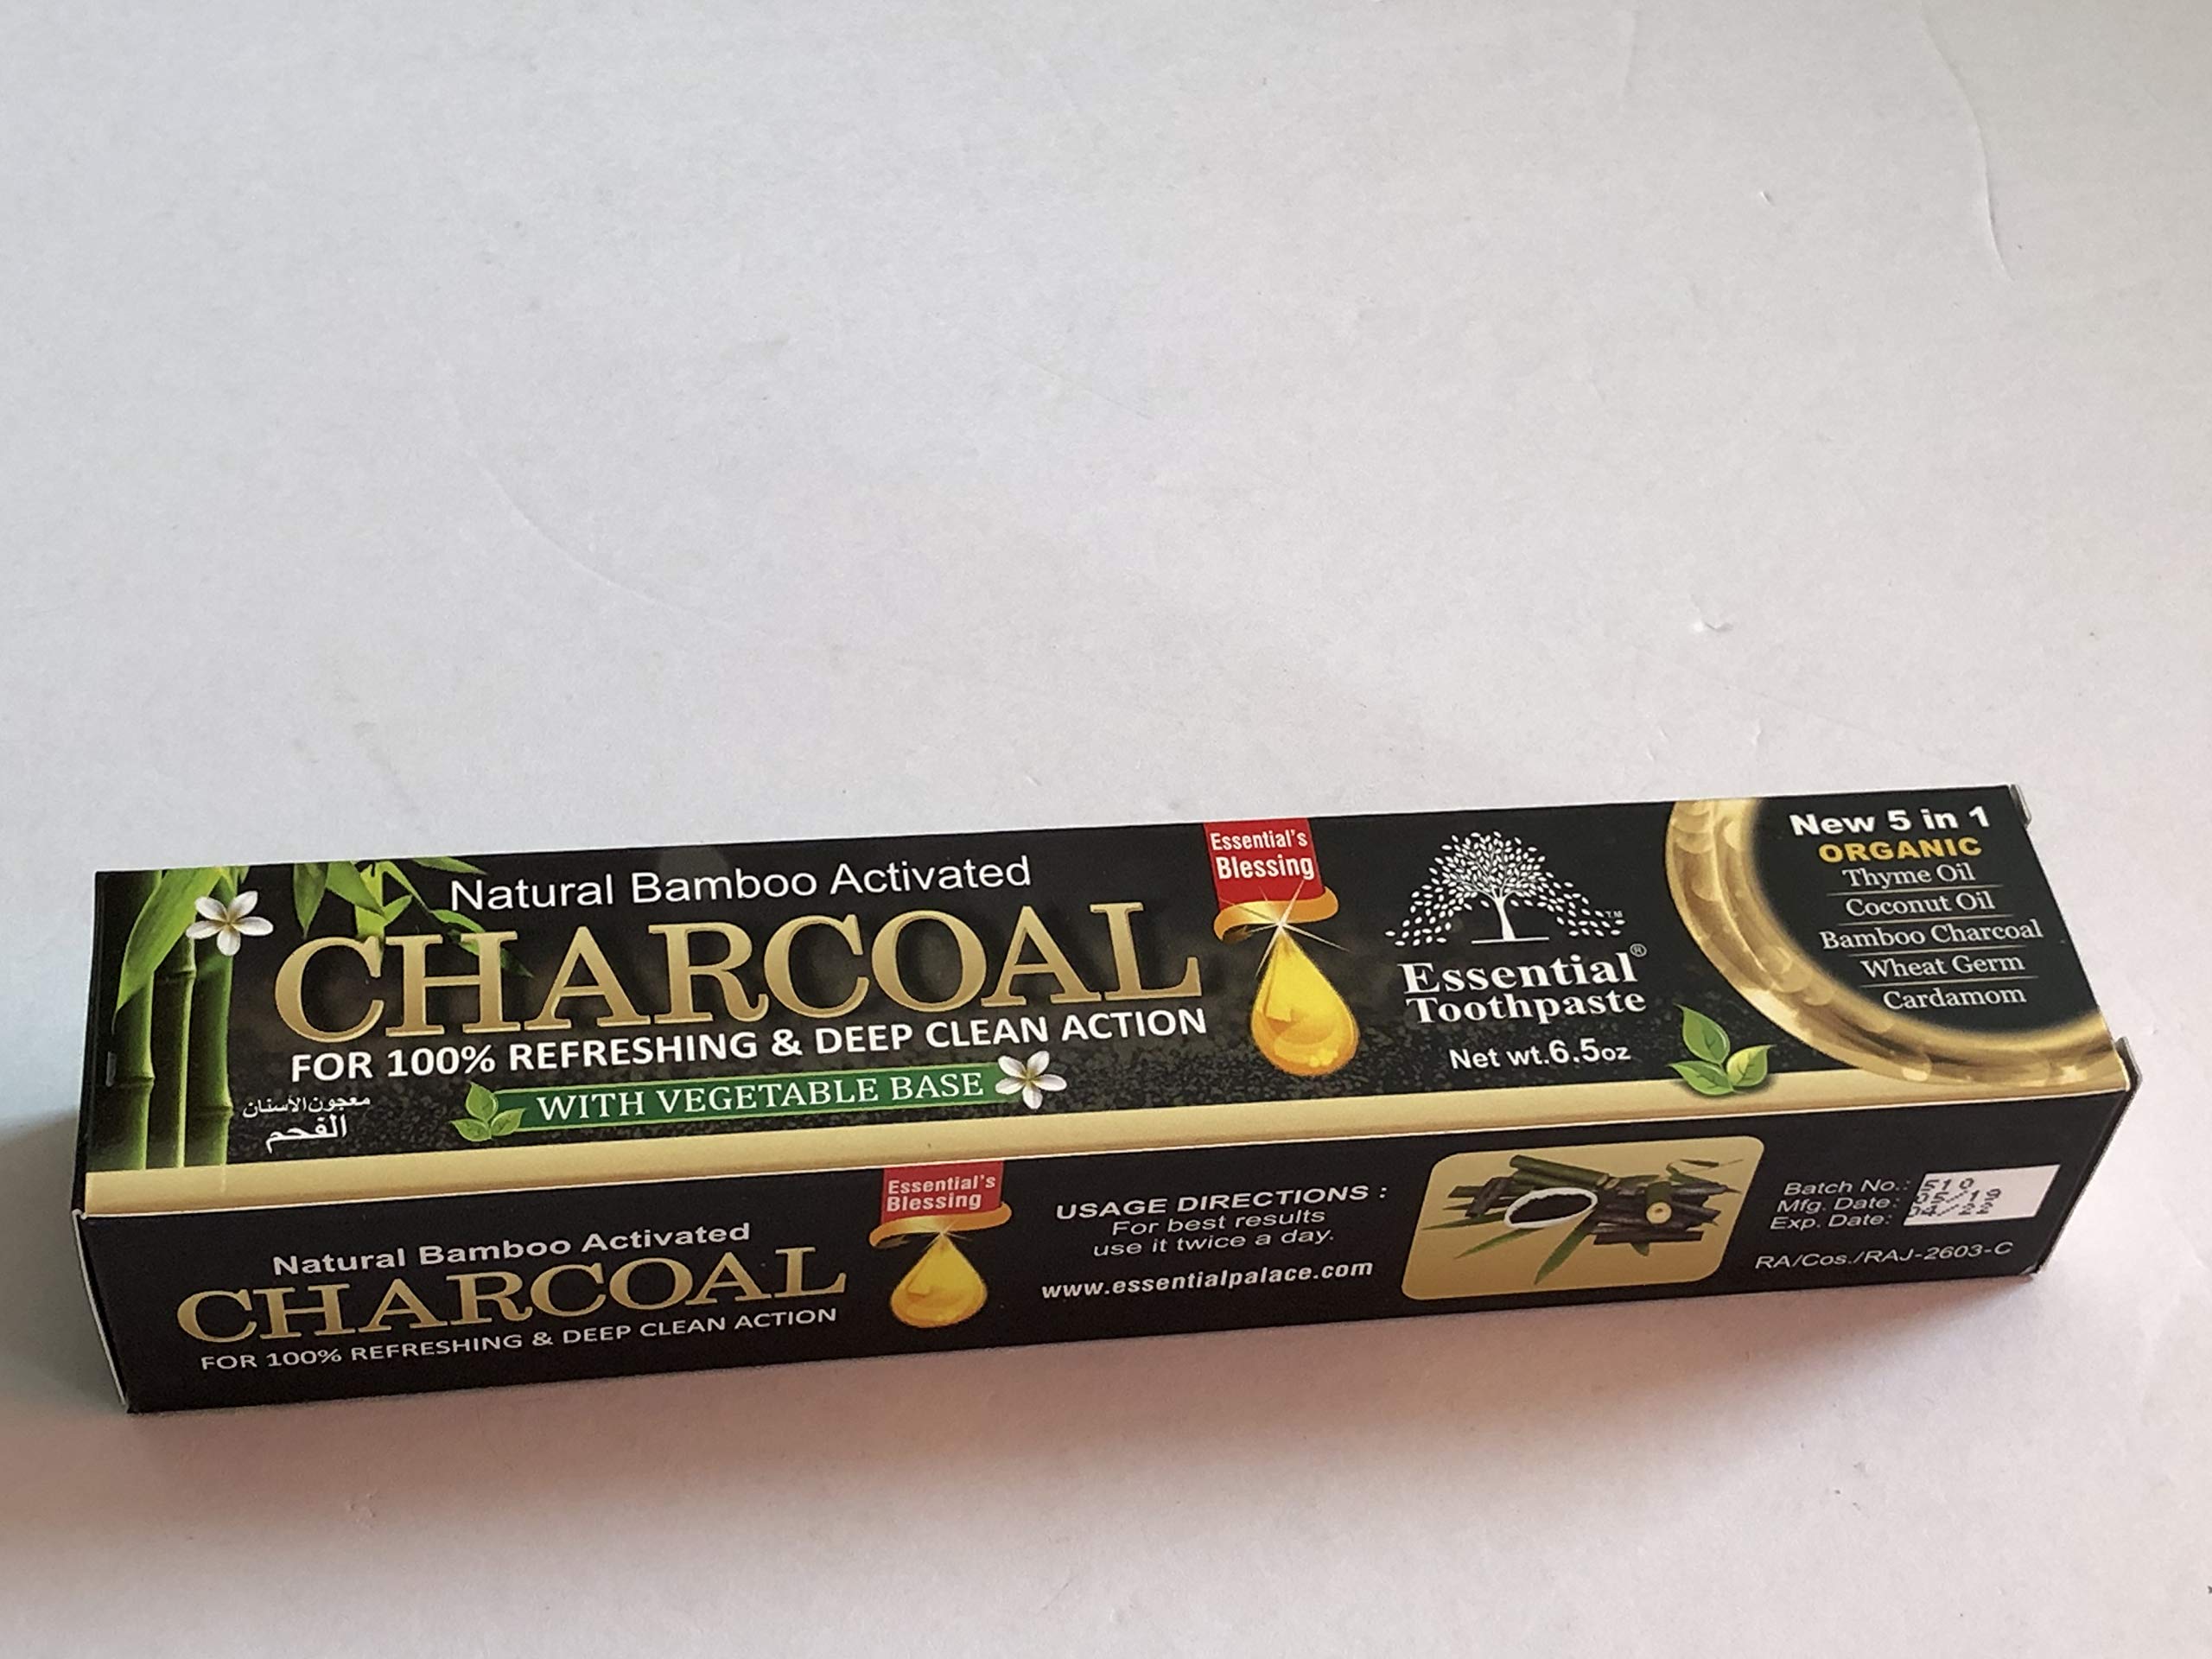 Natural Bamboo Activated
CHARCOAL
FOR 100% REFRESHING & DEEP CLEAN ACTION
WITH VEGETABLE BASE
معجون الأسنان
الفحم
Essential's
Blessing
TM
Essential®
Toothpaste
Net wt.6.5oz
New 5 in 1
ORGANIC
Thyme Oil
Coconut Oil
Bamboo Charcoal
Wheat Germ
Cardamom
Natural Bamboo Activated
CHARCOAL
FOR 100% REFRESHING & DEEP CLEAN ACTION
Essential's
Blessing
USAGE DIRECTIONS :
For best results
use it twice a day.
www.essentialpalace.com
Batch No.: 510
Mfg. Date:
Exp. Date:
RA/Cos./RAJ-2603-C